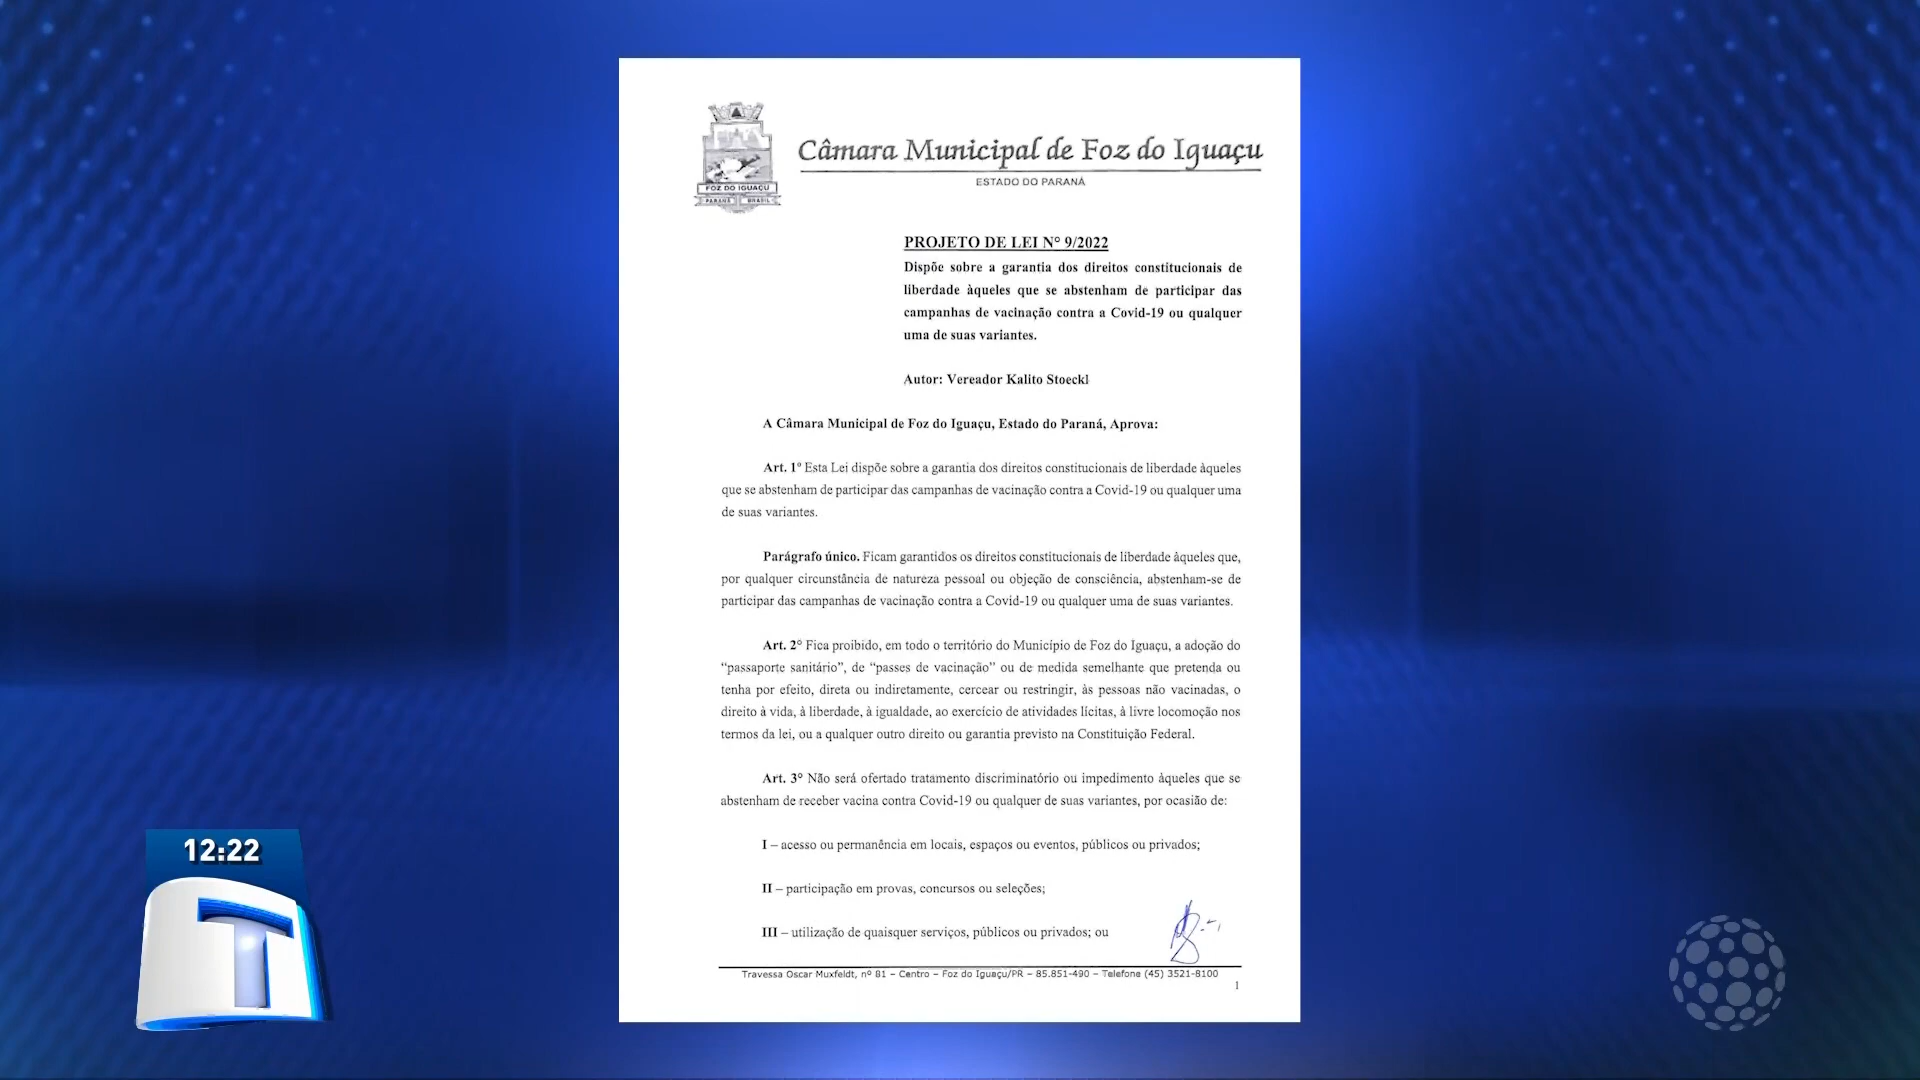 Câmara Municipal de Foz do Iguaçu
FOZ DO IGUAÇU
PARANÁ BRASIL
ESTADO DO PARANÁ
PROJETO DE LEI N° 9/2022
Dispõe sobre a garantia dos direitos constitucionais de
liberdade àqueles que se abstenham de participar das
campanhas de vacinação contra a Covid-19 ou qualquer
uma de suas variantes.
Autor: Vereador Kalito Stoeckl
A Câmara Municipal de Foz do Iguaçu, Estado do Paraná, Aprova:
Art. 1° Esta Lei dispõe sobre a garantia dos direitos constitucionais de liberdade àqueles
que se abstenham de participar das campanhas de vacinação contra a Covid-19 ou qualquer uma
de suas variantes.
Parágrafo único. Ficam garantidos os direitos constitucionais de liberdade àqueles que,
por qualquer circunstância de natureza pessoal ou objeção de consciência, abstenham-se de
participar das campanhas de vacinação contra a Covid-19 ou qualquer uma de suas variantes.
Art. 2° Fica proibido, em todo o território do Município de Foz do Iguaçu, a adoção do
“passaporte sanitário”, de “passes de vacinação” ou de medida semelhante que pretenda ou
tenha por efeito, direta ou indiretamente, cercear ou restringir, às pessoas não vacinadas, o
direito à vida, à liberdade, à igualdade, ao exercício de atividades lícitas, à livre locomoção nos
termos da lei, ou a qualquer outro direito ou garantia previsto na Constituição Federal.
Art. 3° Não será ofertado tratamento discriminatório ou impedimento àqueles que se
abstenham de receber vacina contra Covid-19 ou qualquer de suas variantes, por ocasião de:
I – acesso ou permanência em locais, espaços ou eventos, públicos ou privados;
II – participação em provas, concursos ou seleções;
III – utilização de quaisquer serviços, públicos ou privados; ou
Travessa Oscar Muxfeldt, nº 81 – Centro – Foz do Iguaçu/PR – 85.851-490 – Telefone (45) 3521-8100
1
12:22
T